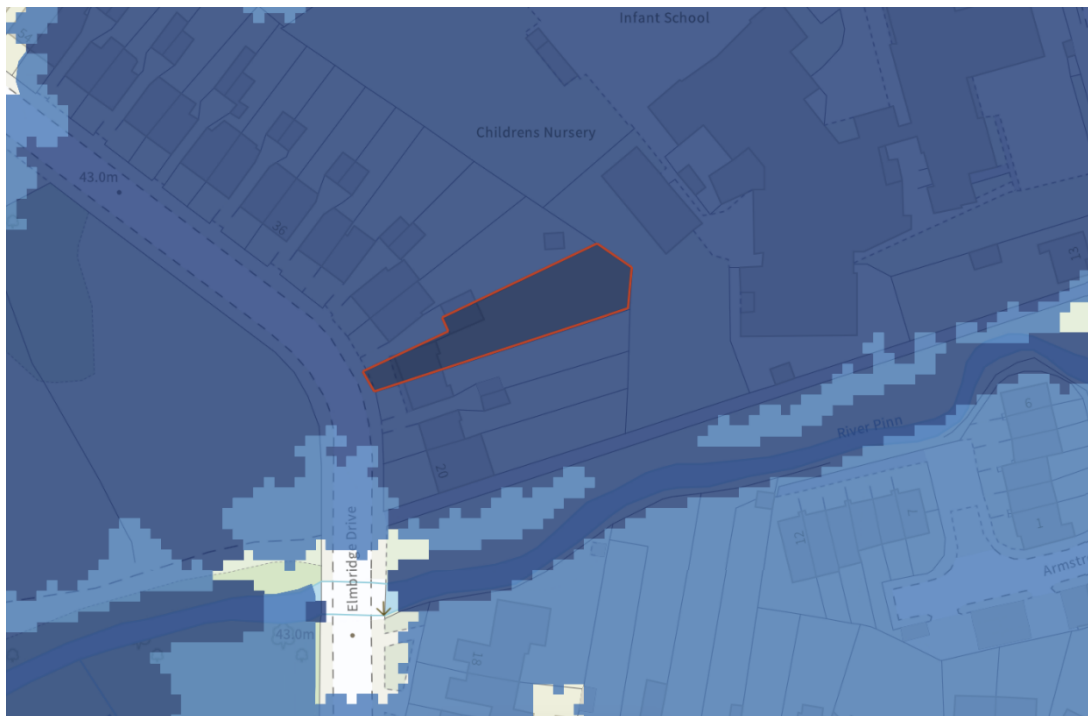 Infant School
Childrens Nursery
43.0m
36
13
River Pinn
6
20
7
12
1
Elmbridge Drive
43.0m
18